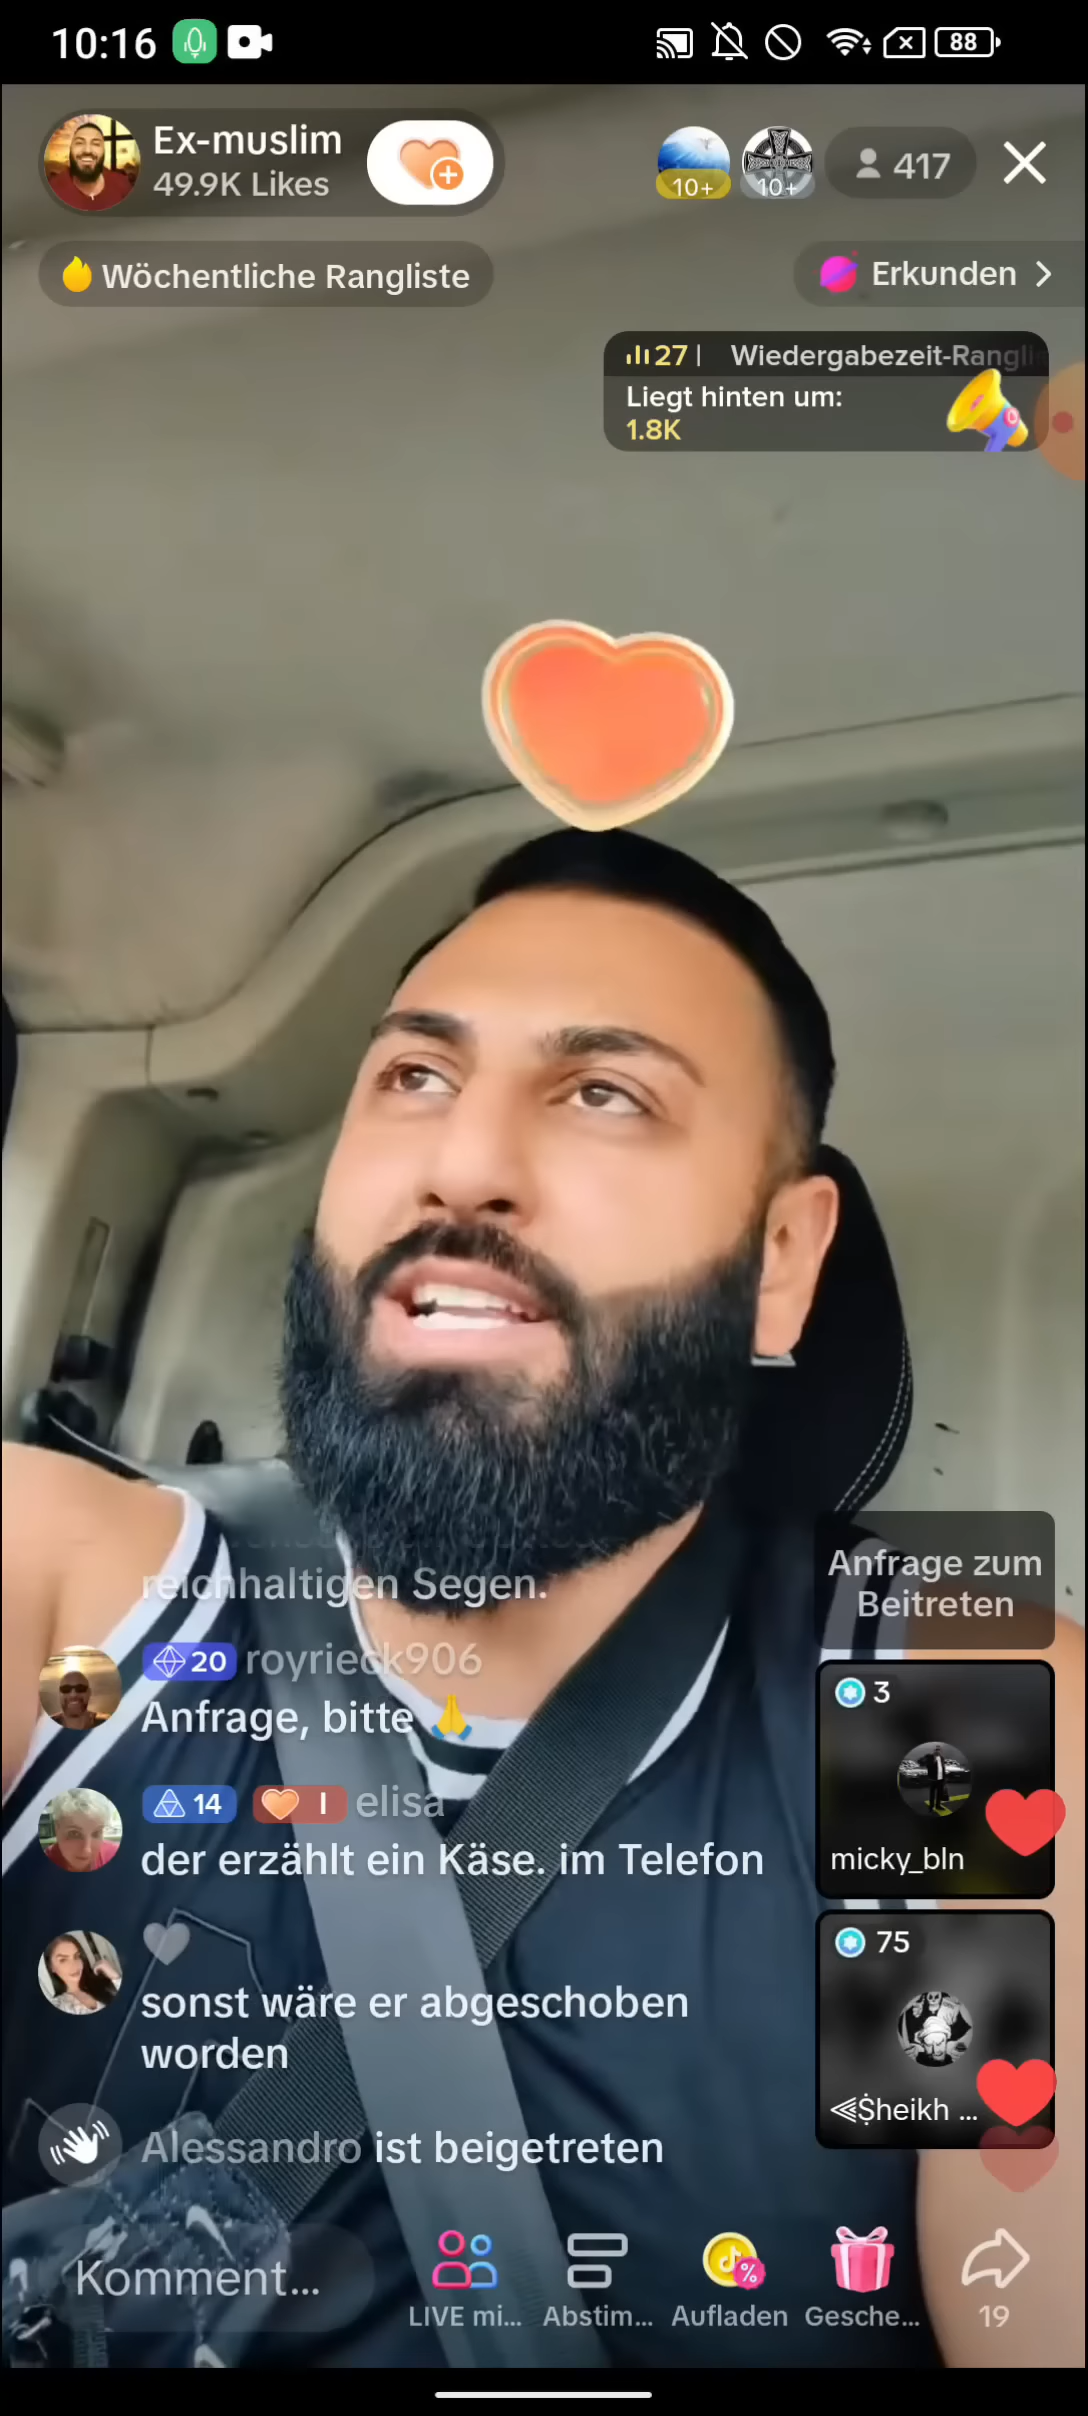 10:16
88
Ex-muslim
49.9K Likes
10+
10+
417
Wöchentliche Rangliste
Erkunden
27 | Wiedergabezeit-Rangli
Liegt hinten um:
1.8K
reichhaltigen Segen.
Anfrage zum
Beitreten
20 royrieck906
Anfrage, bitte 🙏
3
micky_bln
14 I elisa
der erzählt ein Käse. im Telefon
75
sonst wäre er abgeschoben
worden
⋘Ṩheikh ...
Alessandro ist beigetreten
Komment...
LIVE mi...
Abstim...
Aufladen
Gesche...
19